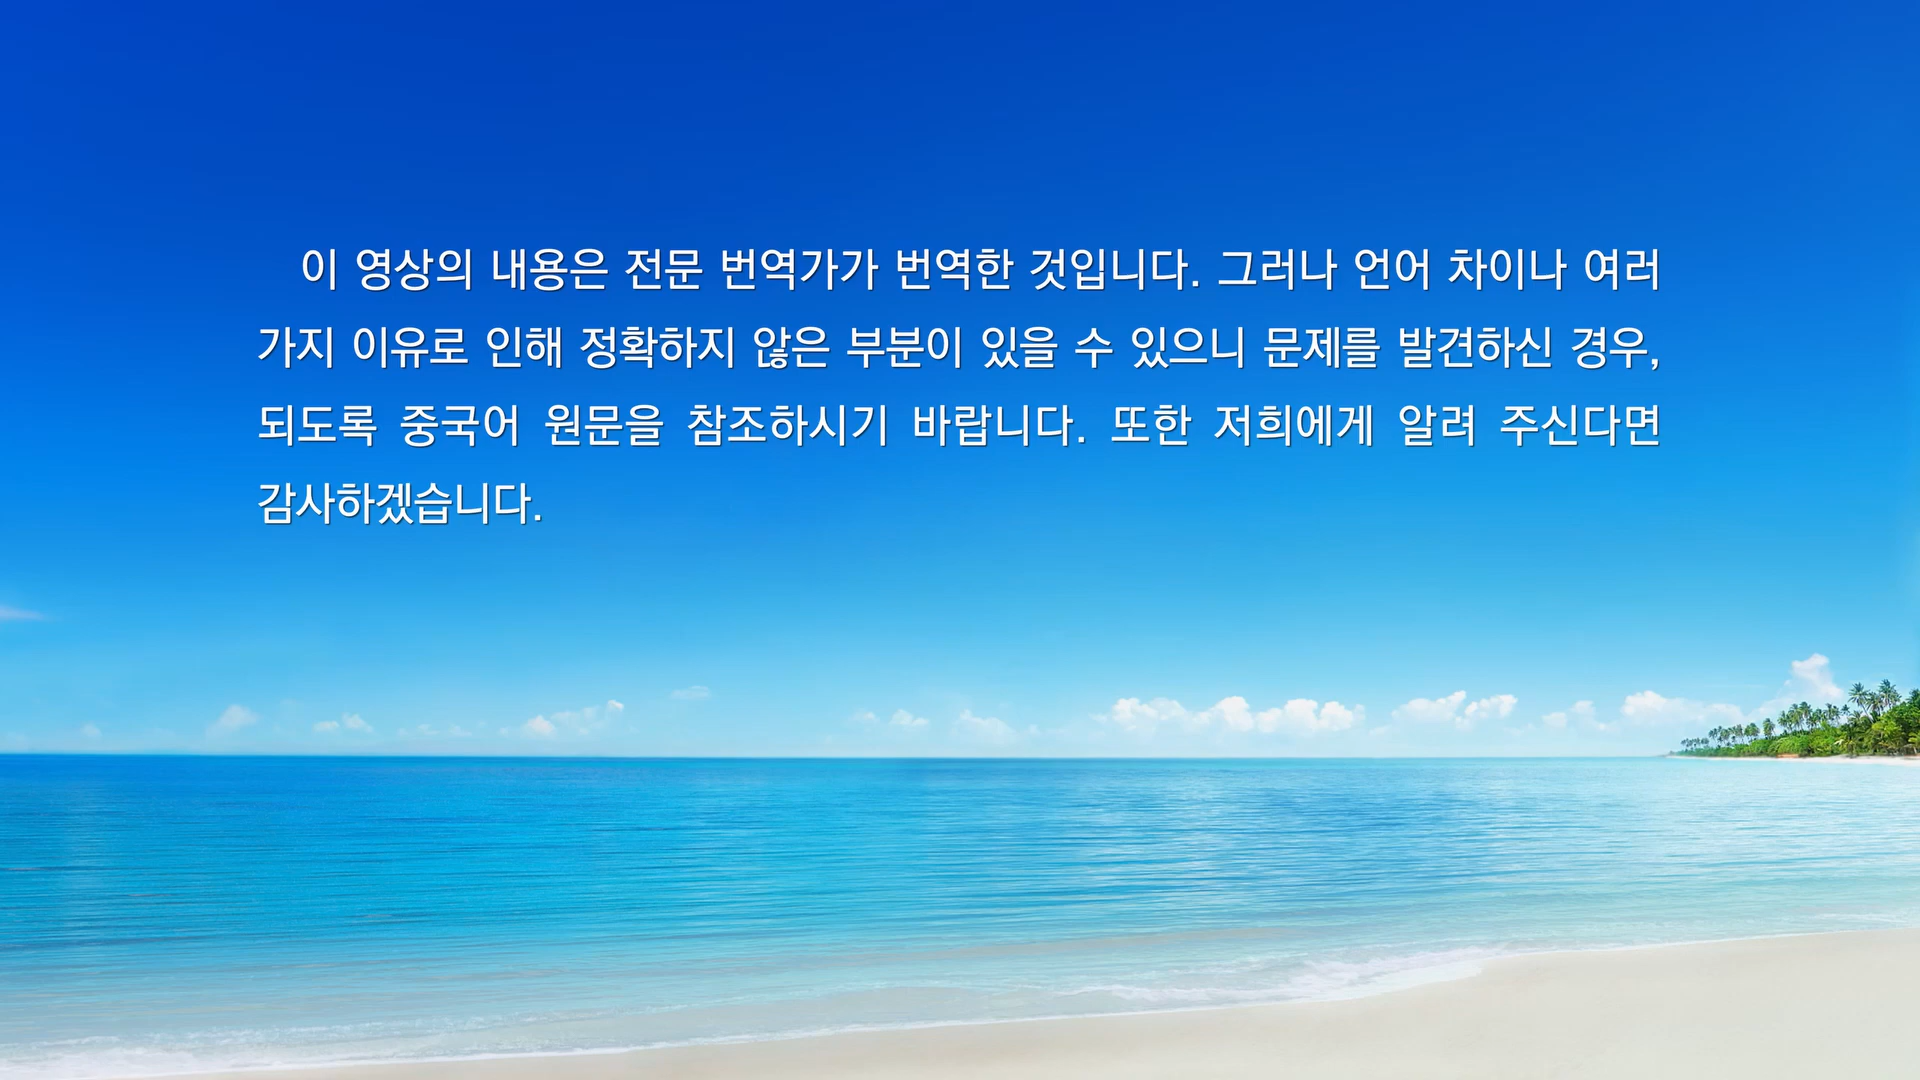 이 영상의 내용은 전문 번역가가 번역한 것입니다. 그러나 언어 차이나 여러
가지 이유로 인해 정확하지 않은 부분이 있을 수 있으니 문제를 발견하신 경우,
되도록 중국어 원문을 참조하시기 바랍니다. 또한 저희에게 알려 주신다면
감사하겠습니다.